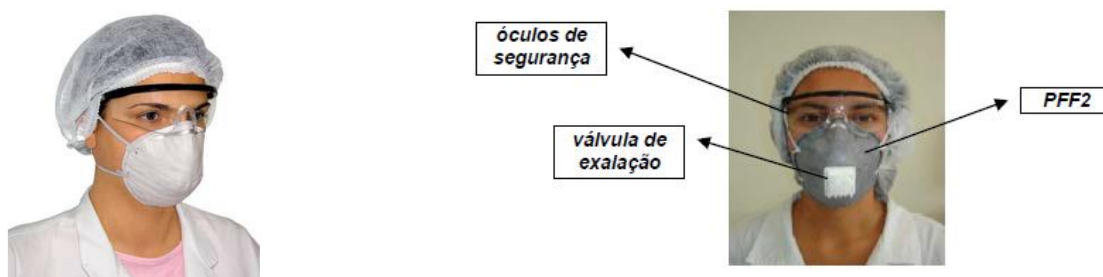 óculos de
segurança
PFF2
válvula de
exalação